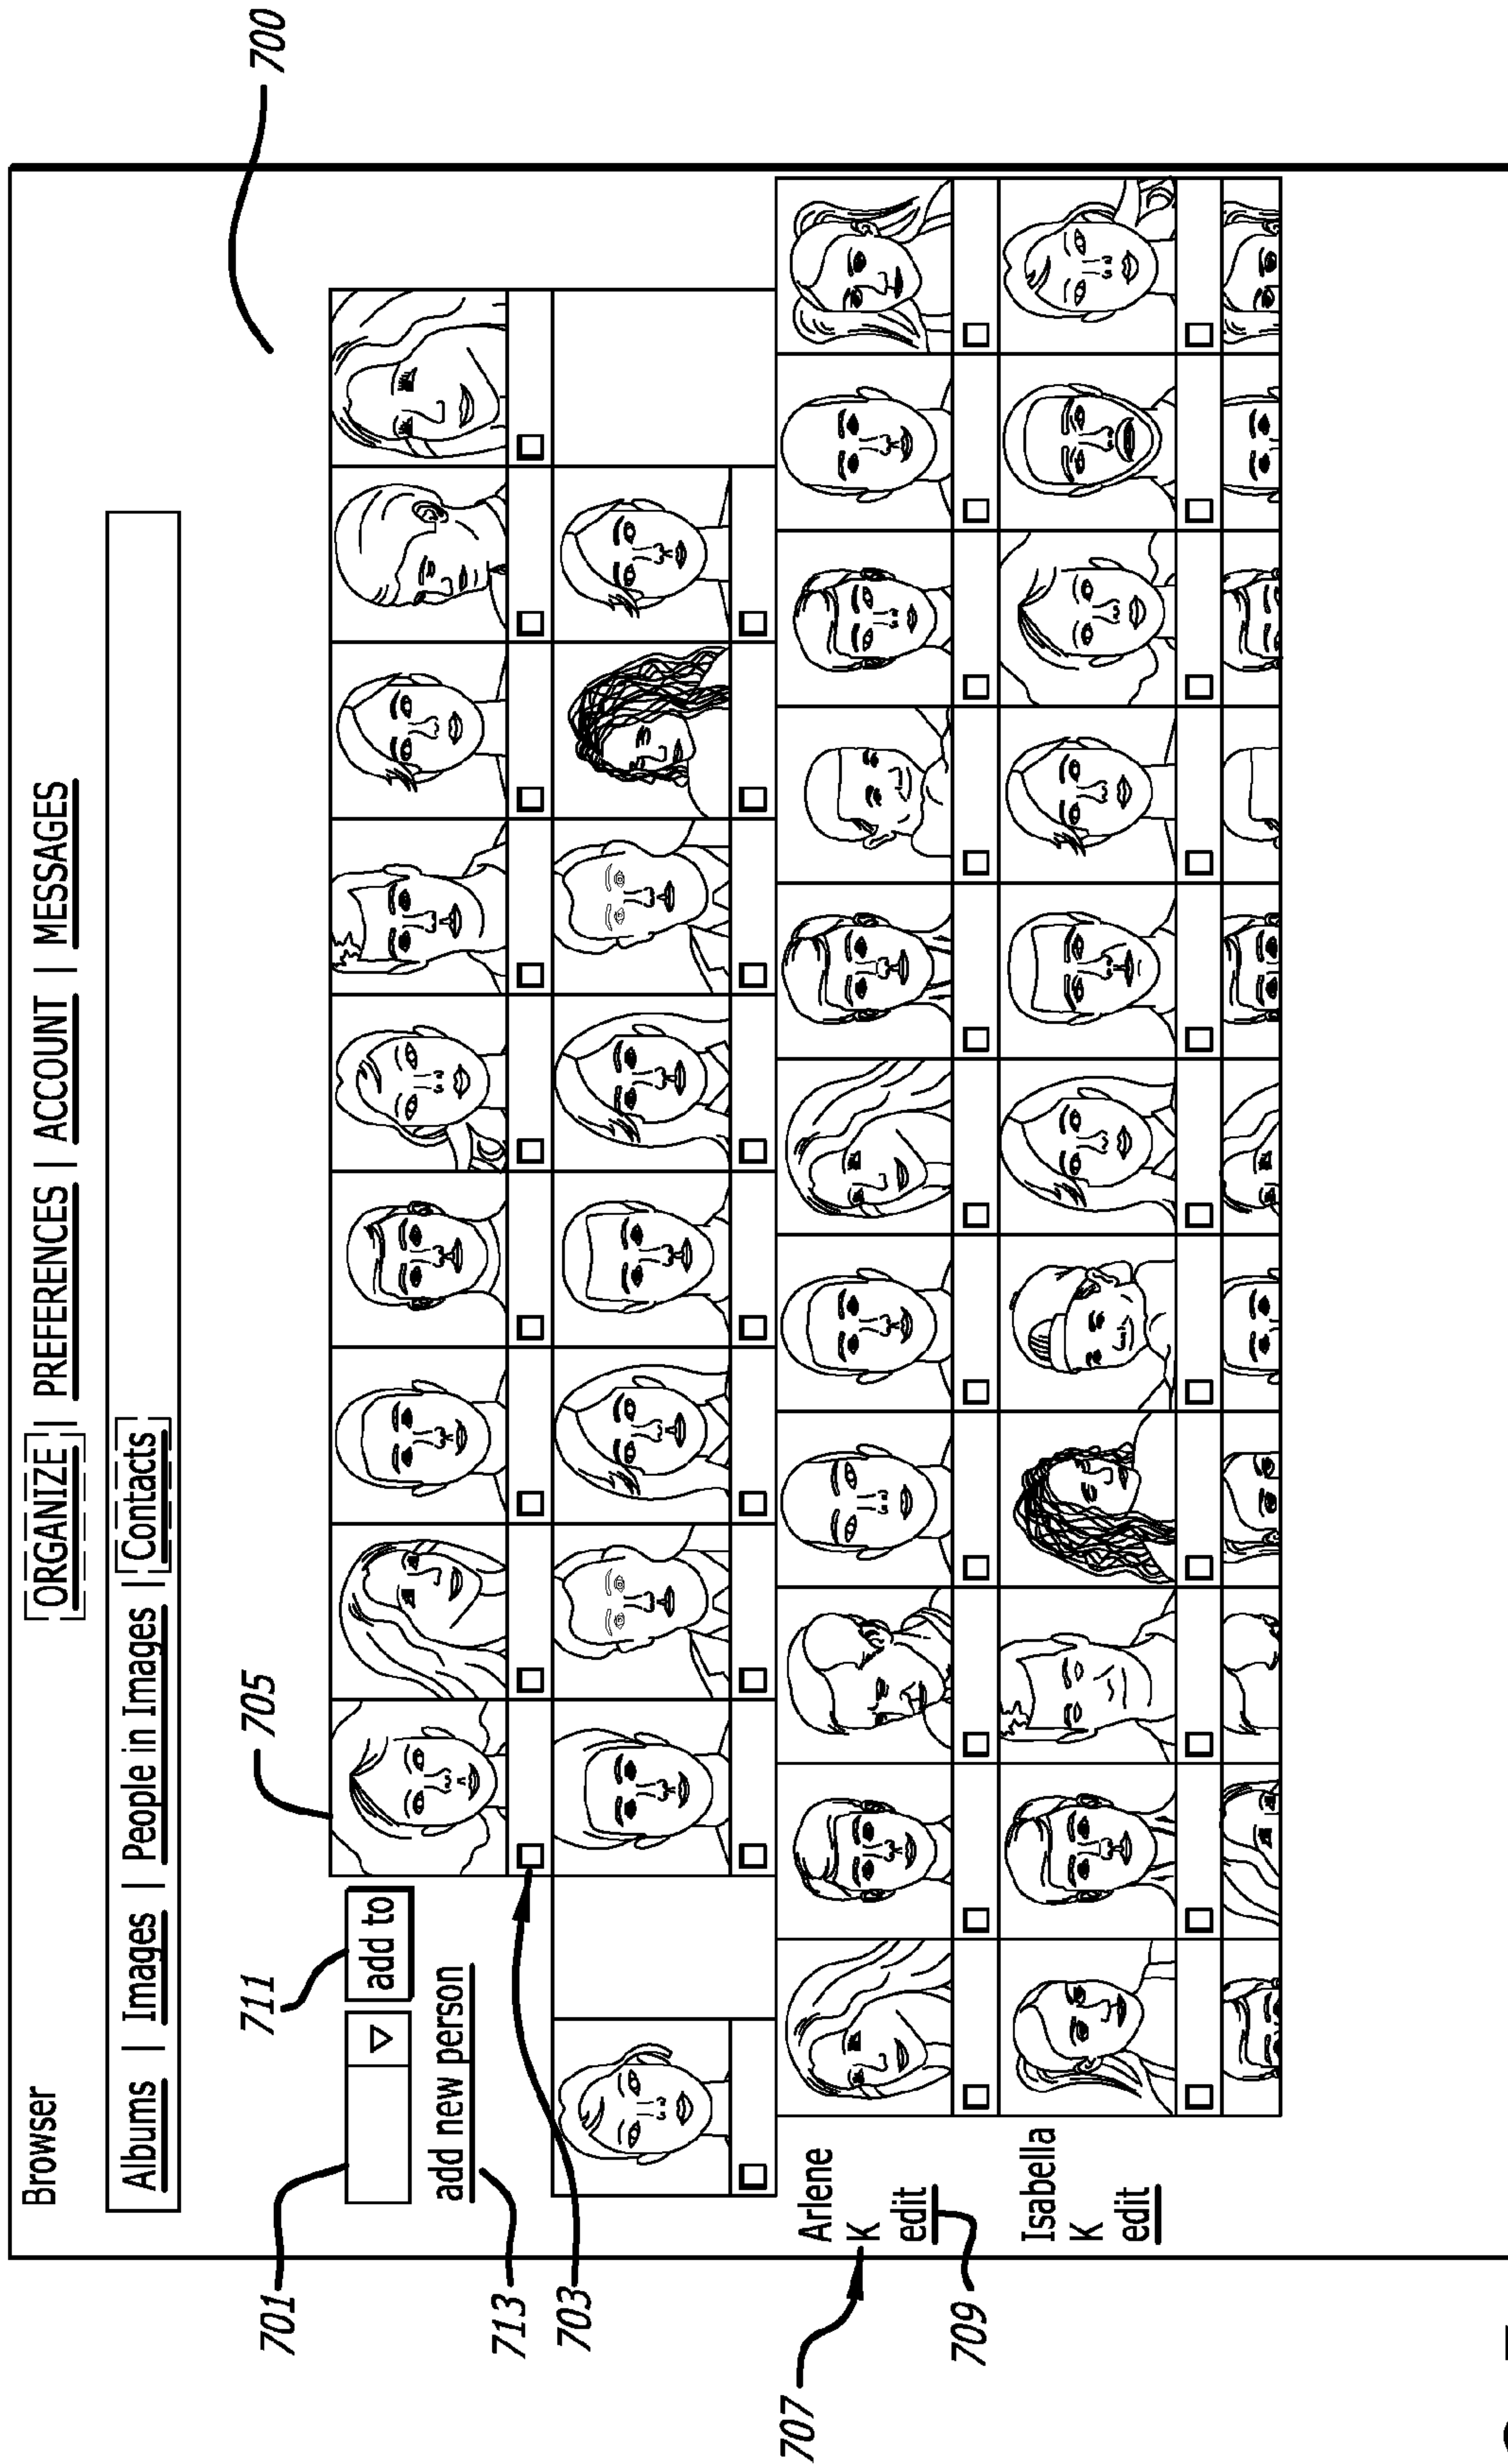 700
Browser
ORGANIZE | PREFERENCES | ACCOUNT | MESSAGES
Albums | Images | People in Images | Contacts
705
711
701
add to
add new person
713
703
Arlene
K
edit
707
709
Isabella
K
edit